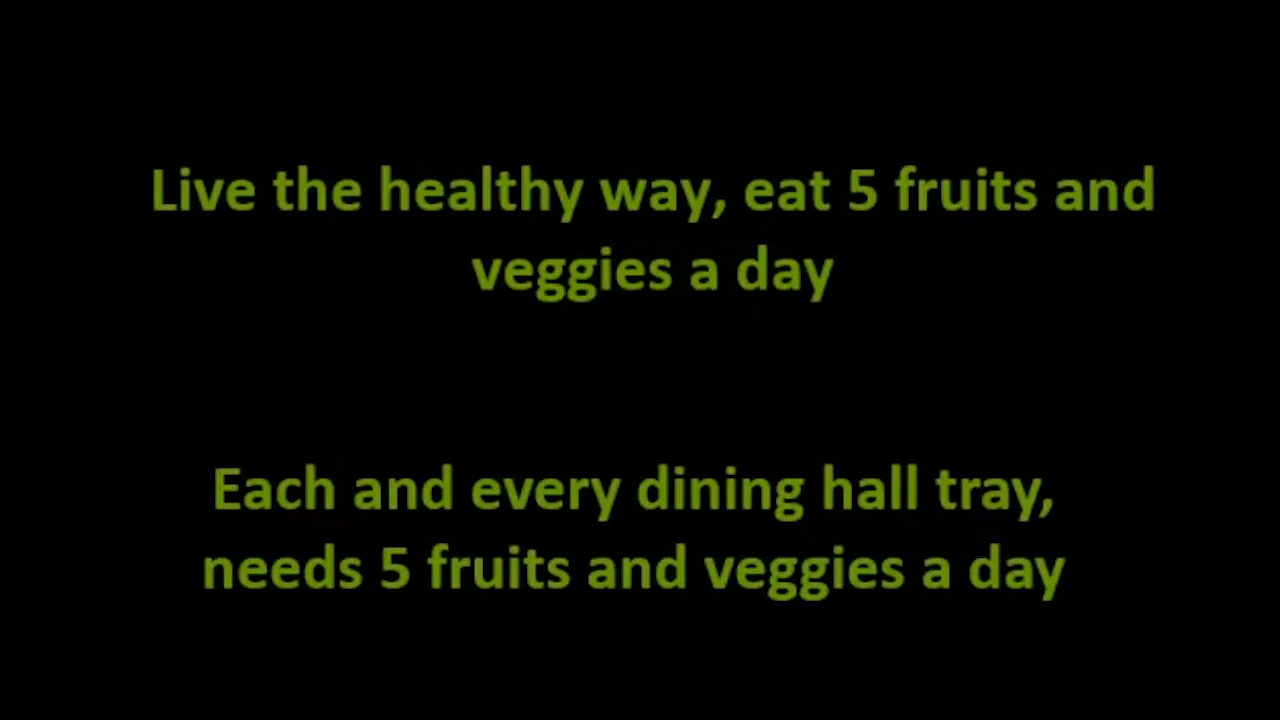 Live the healthy way, eat 5 fruits and
veggies a day
Each and every dining hall tray,
needs 5 fruits and veggies a day